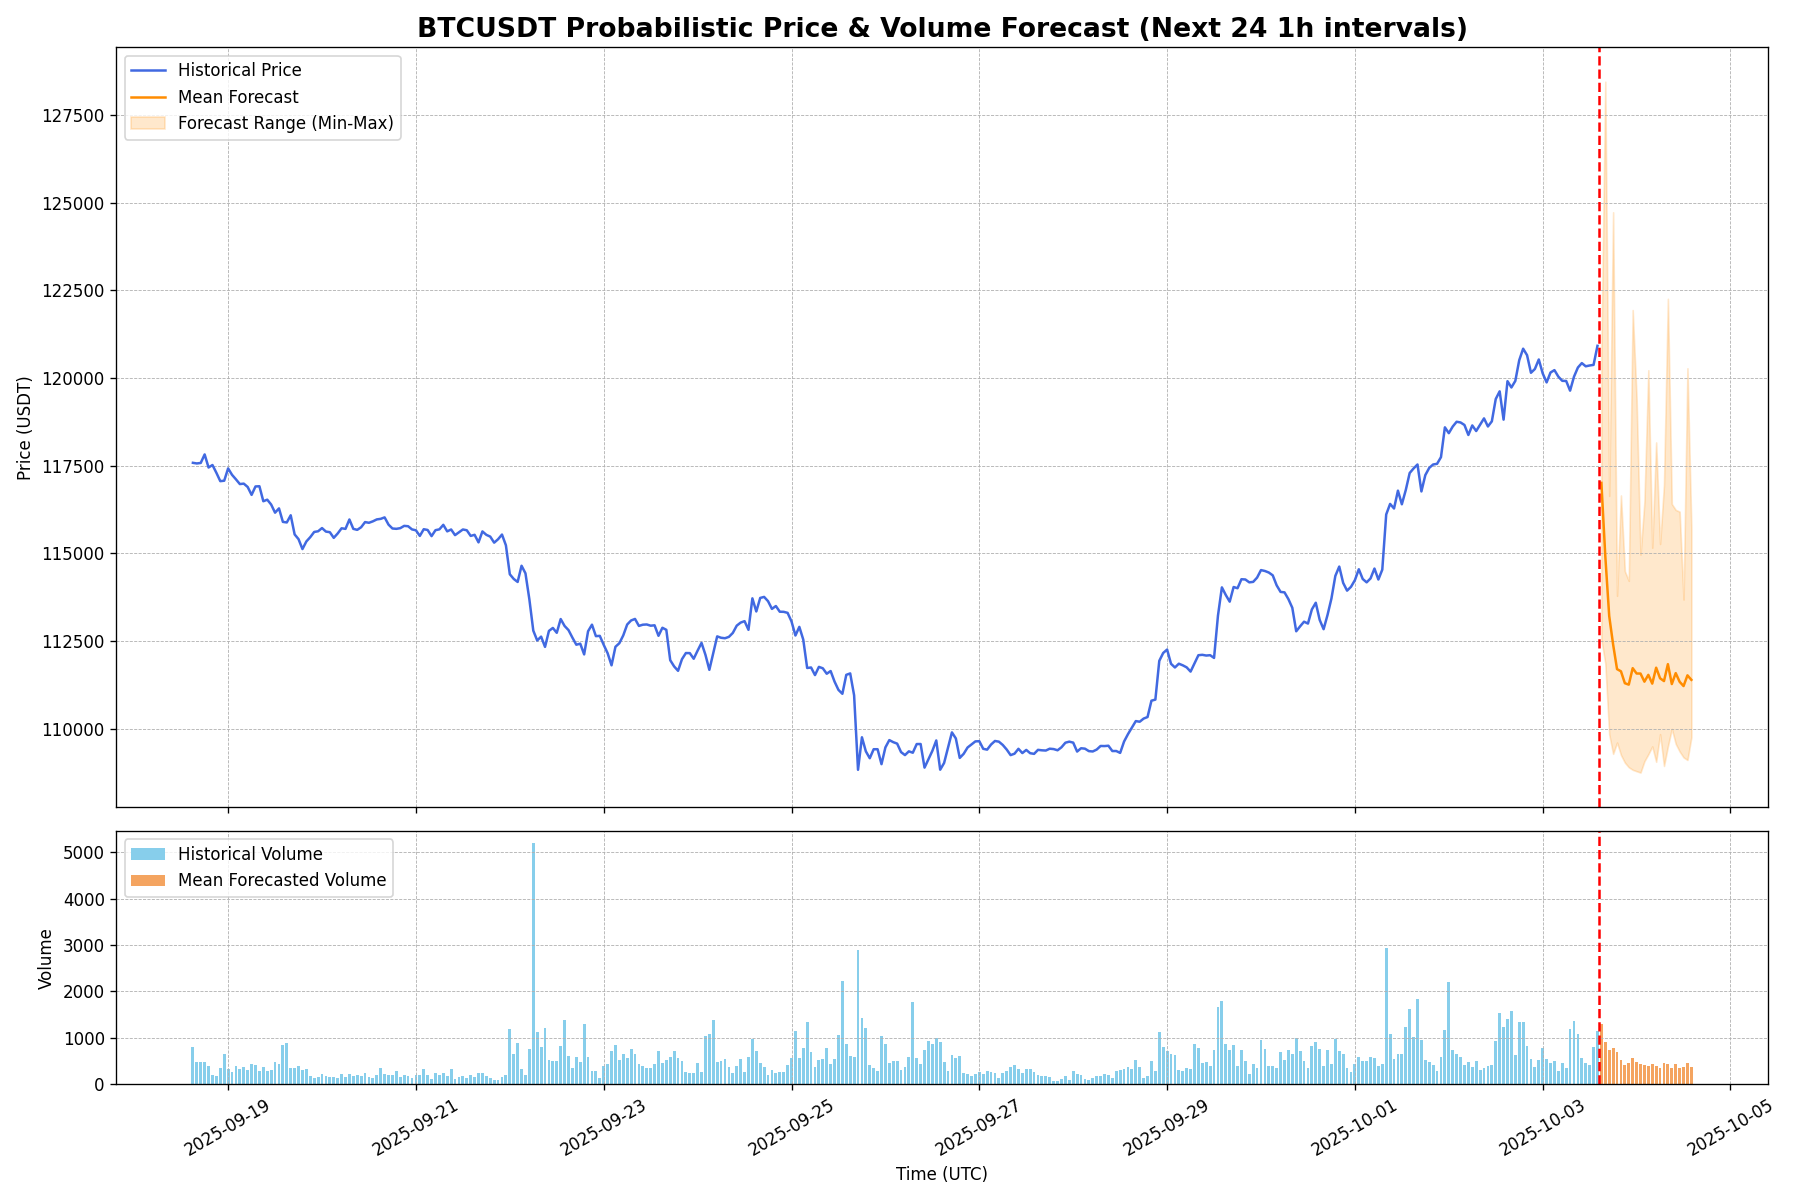 BTCUSDT Probabilistic Price & Volume Forecast (Next 24 1h intervals)
Historical Price
Mean Forecast
Forecast Range (Min-Max)
127500
125000
122500
120000
117500
115000
112500
110000
Price (USDT)
Historical Volume
Mean Forecasted Volume
5000
4000
3000
2000
1000
0
Volume
2025-09-19
2025-09-21
2025-09-23
2025-09-25
2025-09-27
2025-09-29
2025-10-01
2025-10-03
2025-10-05
Time (UTC)